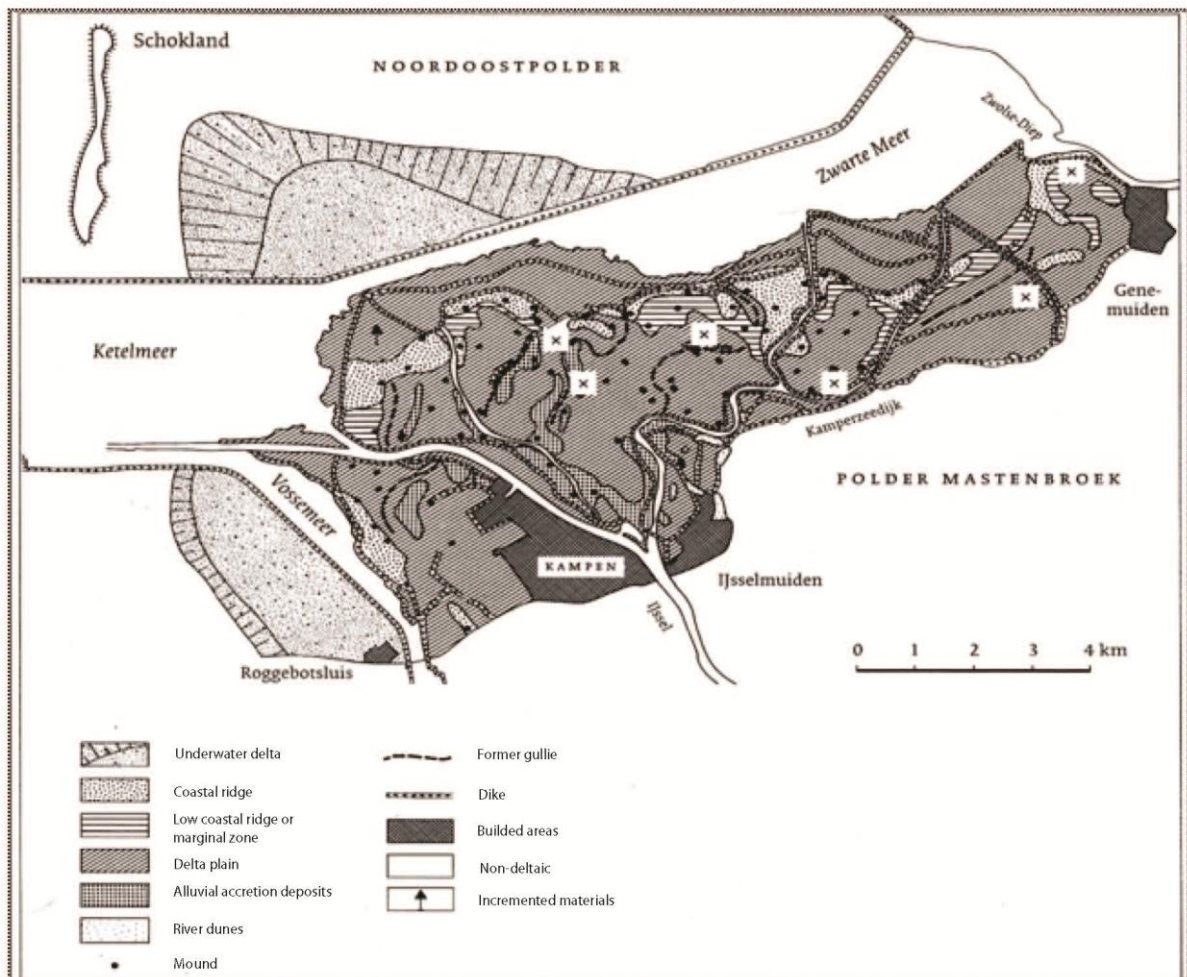 Schokland
NOORDOOSTPOLDER
Zwolse-Diep
Zwarte Meer
Gene-
muiden
Ketelmeer
Kamperzeedijk
POLDER MASTENBROEK
Vossemeer
KAMPEN
IJsselmuiden
IJssel
Roggebotsluis
0 1 2 3 4 km
Underwater delta
Coastal ridge
Low coastal ridge or
marginal zone
Delta plain
Alluvial accretion deposits
River dunes
Mound
Former gullie
Dike
Builded areas
Non-deltaic
Incremented materials